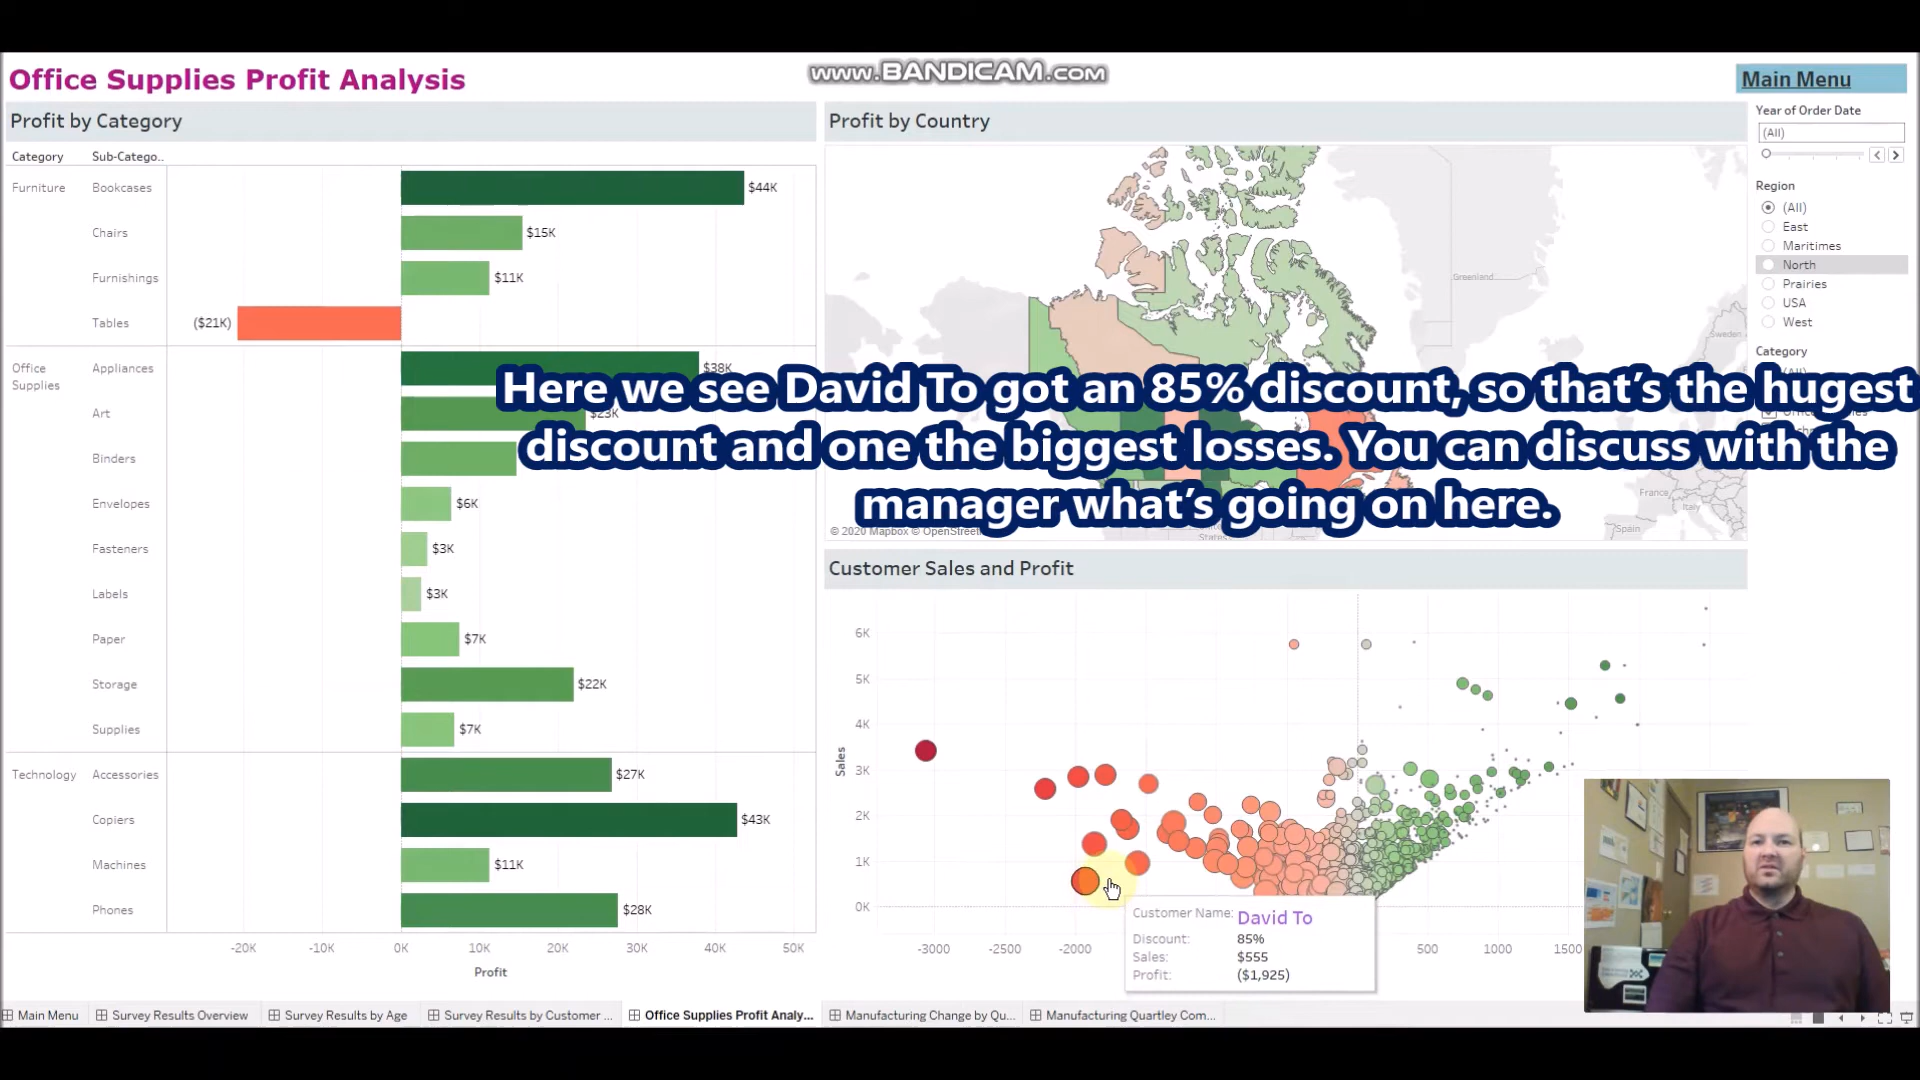 www.BANDICAM.com
Office Supplies Profit Analysis
Main Menu
Profit by Category
Category
Sub-Catego..
Furniture
Bookcases
$44K
Chairs
$15K
Furnishings
$11K
Tables
($21K)
Office
Supplies
Appliances
$38K
Art
$23K
Binders
Envelopes
$6K
Fasteners
$3K
Labels
$3K
Paper
$7K
Storage
$22K
Supplies
$7K
Technology
Accessories
$27K
Copiers
$43K
Machines
$11K
Phones
$28K
-20K
-10K
0K
10K
20K
30K
40K
50K
Profit
Profit by Country
Greenland
Sweden
France
Italy
Spain
States
© 2020 Mapbox © OpenStreet
Year of Order Date
(All)
Region
(All)
East
Maritimes
North
Prairies
USA
West
Category
Here we see David To got an 85% discount, so that’s the hugest
discount and one the biggest losses. You can discuss with the
manager what’s going on here.
Customer Sales and Profit
Sales
6K
5K
4K
3K
2K
1K
0K
-3000
-2500
-2000
500
1000
1500
Customer Name: David To
Discount: 85%
Sales: $555
Profit: ($1,925)
Main Menu
Survey Results Overview
Survey Results by Age
Survey Results by Customer ...
Office Supplies Profit Analy...
Manufacturing Change by Qu...
Manufacturing Quartley Com...